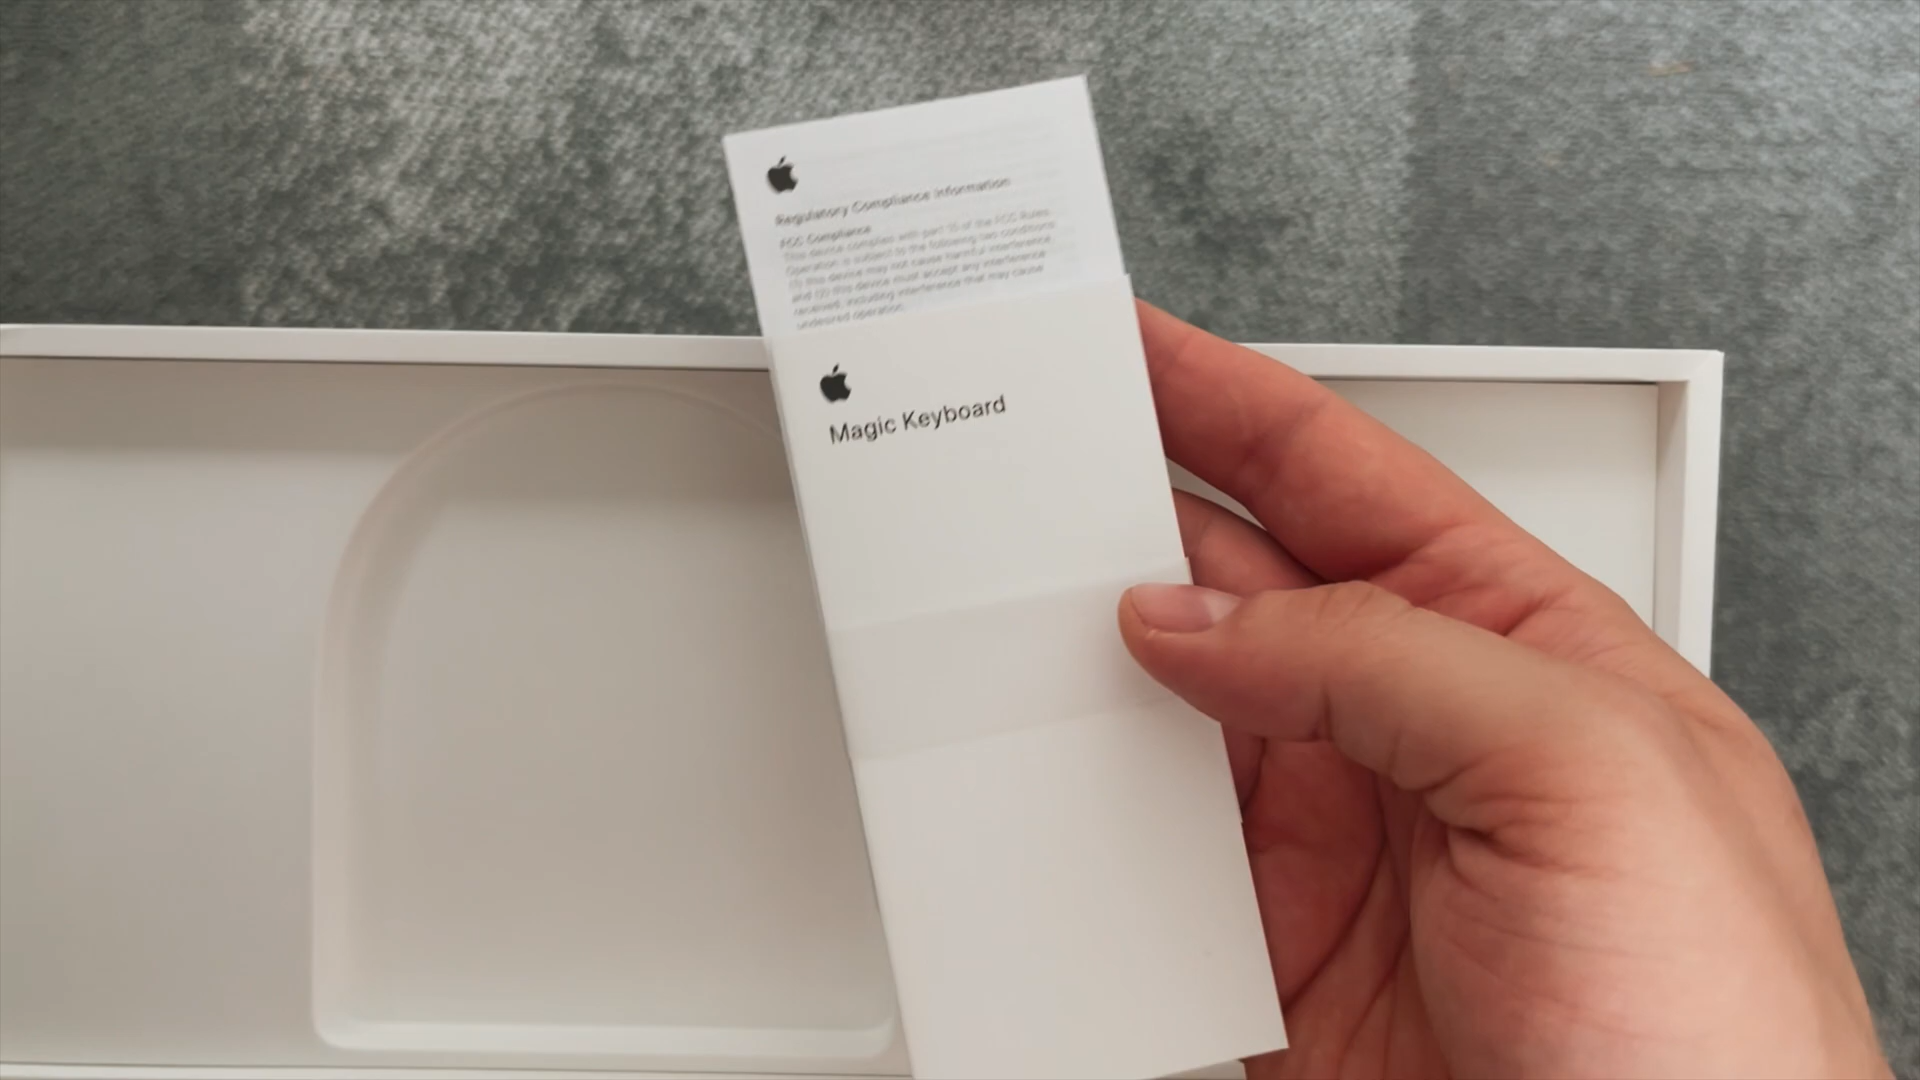 Regulatory Compliance Information
FCC Compliance
This device complies with part 15 of the FCC Rules.
Operation is subject to the following two conditions:
(1) this device may not cause harmful interference,
and (2) this device must accept any interference
received, including interference that may cause
undesired operation.
Magic Keyboard